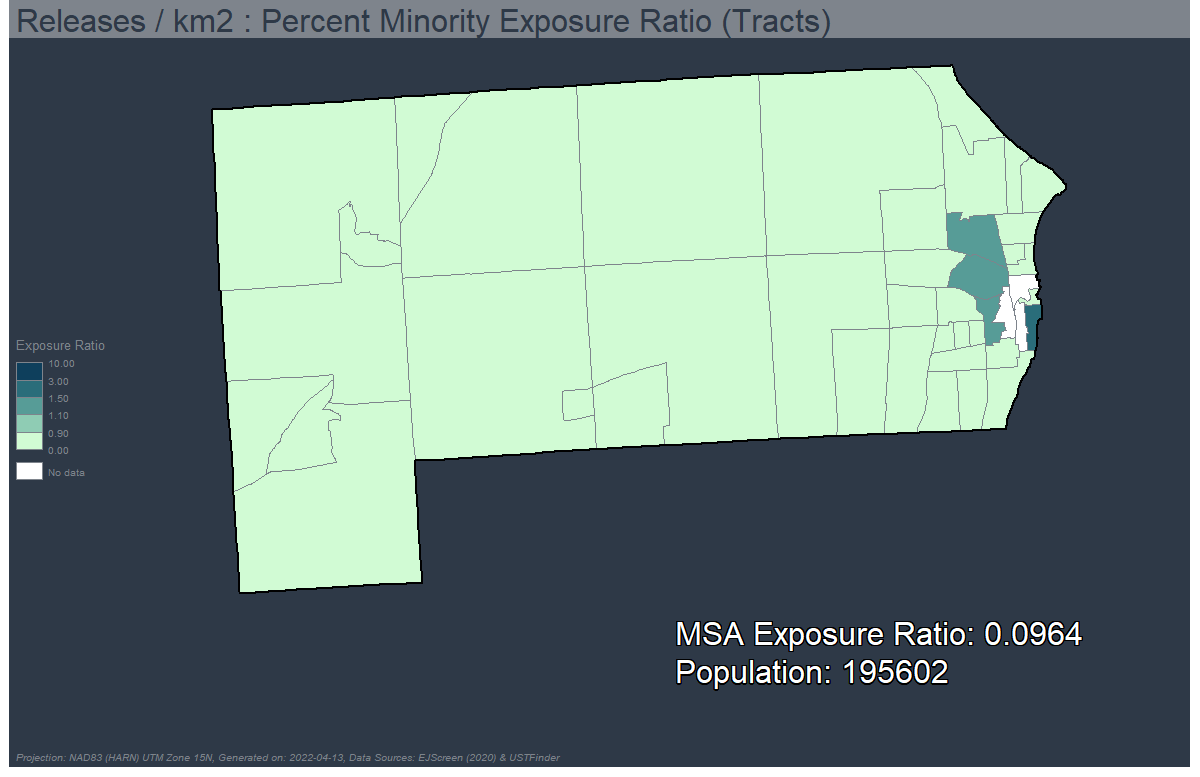 Releases / km2 : Percent Minority Exposure Ratio (Tracts)
Exposure Ratio
10.00
3.00
1.50
1.10
0.90
0.00
No data
MSA Exposure Ratio: 0.0964
Population: 195602
Projection: NAD83 (HARN) UTM Zone 15N, Generated on: 2022-04-13, Data Sources: EJScreen (2020) & USTFinder